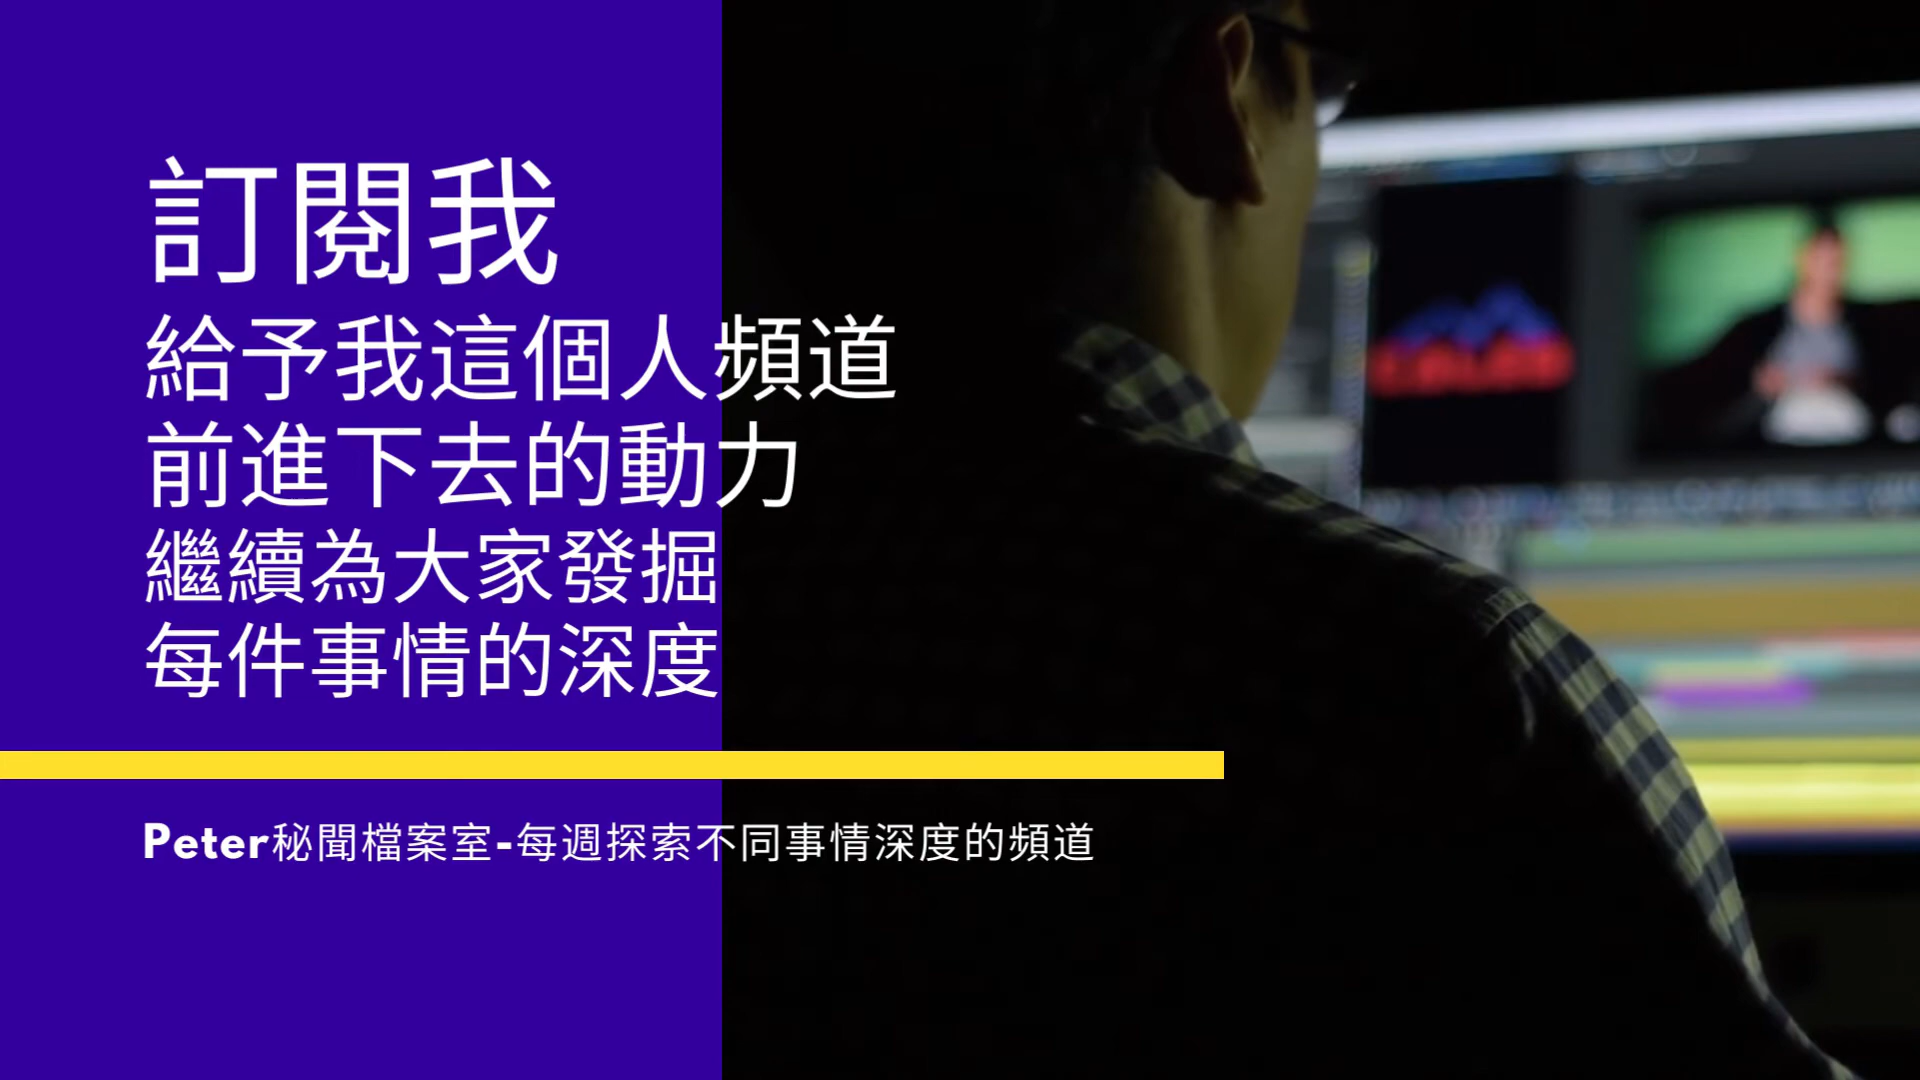 訂閱我
給予我這個人頻道
前進下去的動力
繼續為大家發掘
每件事情的深度
Peter秘聞檔案室-每週探索不同事情深度的頻道